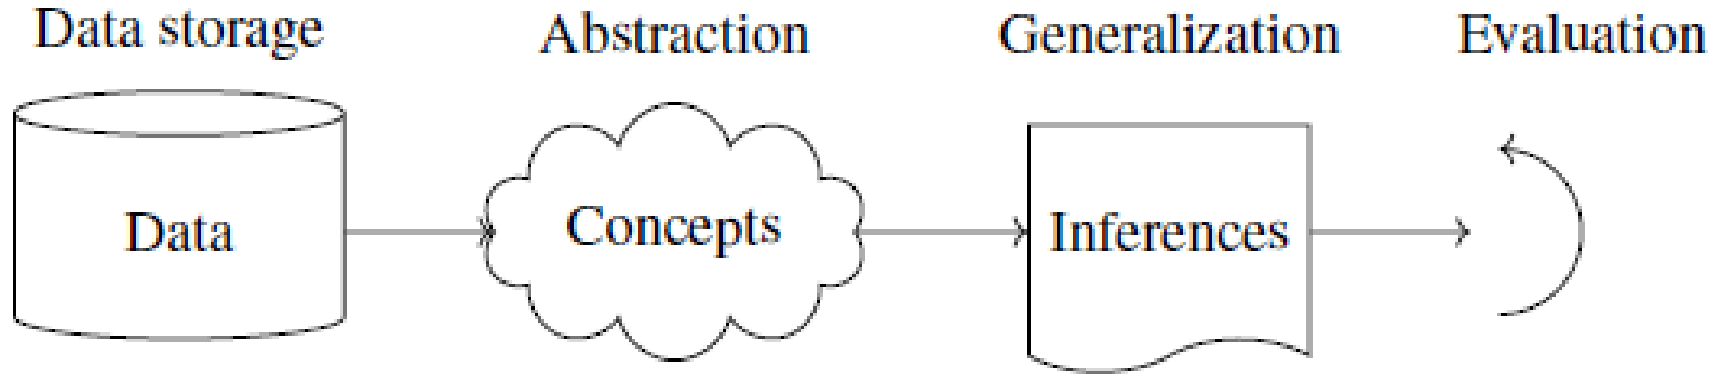 Data storage
Abstraction
Generalization
Evaluation
Data
Concepts
Inferences